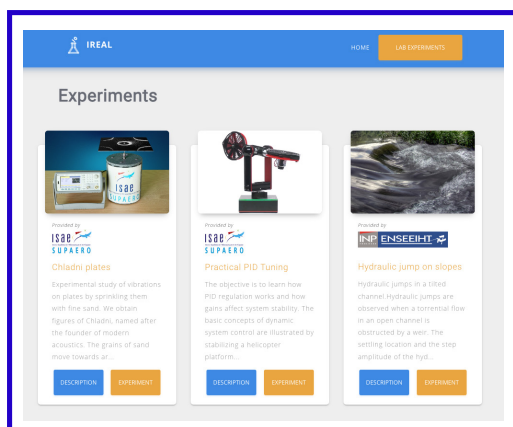 IREAL
HOME
LAB EXPERIMENTS
Experiments
isae
SUPAERO
Provided by
isae
SUPAERO
Chladni plates
Experimental study of vibrations
on plates by sprinkling them
with fine sand. We obtain
figures of Chladni, named after
the founder of modern
acoustics. The grains of sand
move towards ar...
DESCRIPTION
EXPERIMENT
Provided by
isae
SUPAERO
Practical PID Tuning
The objective is to learn how
PID regulation works and how
gains affect system stability. The
basic concepts of dynamic
system control are illustrated by
stabilizing a helicopter
platform...
DESCRIPTION
EXPERIMENT
Provided by
INP ENSEEIHT
Hydraulic jump on slopes
Hydraulic jumps in a tilted
channel.Hydraulic jumps are
observed when a torrential flow
in an open channel is
obstructed by a weir. The
settling location and the step
amplitude of the hyd...
DESCRIPTION
EXPERIMENT